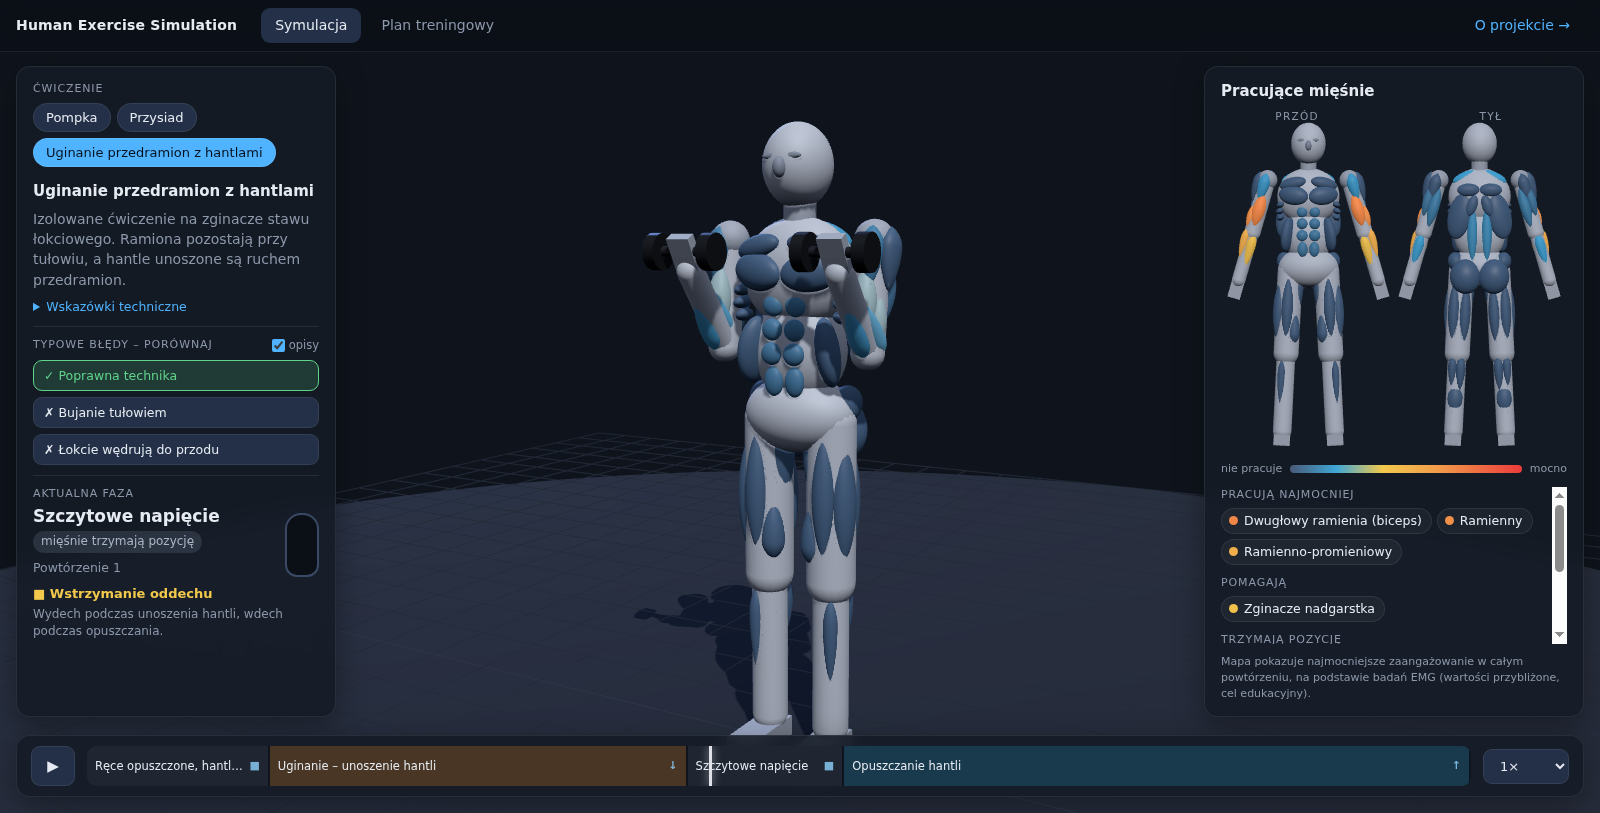 Human Exercise Simulation
Symulacja
Plan treningowy
O projekcie →
ĆWICZENIE
Pompka
Przysiad
Uginanie przedramion z hantlami
Uginanie przedramion z hantlami
Izolowane ćwiczenie na zginacze stawu
łokciowego. Ramiona pozostają przy
tułowiu, a hantle unoszone są ruchem
przedramion.
▶ Wskazówki techniczne
TYPOWE BŁĘDY – PORÓWNAJ
opisy
✓ Poprawna technika
✗ Bujanie tułowiem
✗ Łokcie wędrują do przodu
AKTUALNA FAZA
Szczytowe napięcie
mięśnie trzymają pozycję
Powtórzenie 1
■ Wstrzymanie oddechu
Wydech podczas unoszenia hantli, wdech
podczas opuszczania.
Pracujące mięśnie
PRZÓD
TYŁ
nie pracuje
mocno
PRACUJĄ NAJMOCNIEJ
Dwugłowy ramienia (biceps)
Ramienny
Ramienno-promieniowy
POMAGAJĄ
Zginacze nadgarstka
TRZYMAJĄ POZYCJĘ
Mapa pokazuje najmocniejsze zaangażowanie w całym
powtórzeniu, na podstawie badań EMG (wartości przybliżone,
cel edukacyjny).
▶
Ręce opuszczone, hantl... ■
Uginanie – unoszenie hantli ↓
Szczytowe napięcie ■
Opuszczanie hantli ↑
1×